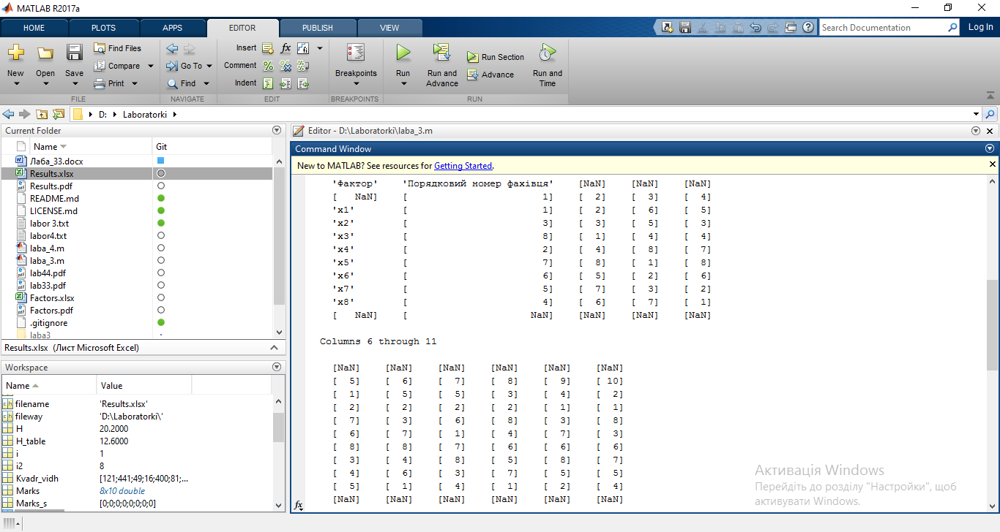 MATLAB R2017a
HOME PLOTS APPS EDITOR PUBLISH VIEW
Search Documentation
Log In
New Open Save
Find Files
Compare
Print
FILE
Go To
Find
NAVIGATE
Insert fx
Comment % %
Indent
EDIT
Breakpoints
BREAKPOINTS
Run
Run and
Advance
Run Section
Advance
Run and
Time
RUN
D: Laboratorki
Current Folder
Name Git
Лаба_33.docx
Results.xlsx
Results.pdf
README.md
LICENSE.md
labor 3.txt
labor4.txt
laba_4.m
laba_3.m
lab44.pdf
lab33.pdf
Factors.xlsx
Factors.pdf
.gitignore
laba3
Results.xlsx (Лист Microsoft Excel)
Workspace
Name Value
filename 'Results.xlsx'
fileway 'D:\Laboratorki\'
H 20.2000
H_table 12.6000
i 1
i2 8
Kvadr_vidh [121;441;49;16;400;81;...
Marks 8x10 double
Marks_s [0;0;0;0;0;0;0;0]
Editor - D:\Laboratorki\laba_3.m
Command Window
New to MATLAB? See resources for Getting Started.
'Фактор' 'Порядковий номер фахівця' [NaN] [NaN] [NaN]
[ NaN] [ 1] [ 2] [ 3] [ 4]
'x1' [ 1] [ 2] [ 6] [ 5]
'x2' [ 3] [ 3] [ 5] [ 3]
'x3' [ 8] [ 1] [ 4] [ 4]
'x4' [ 2] [ 4] [ 8] [ 7]
'x5' [ 7] [ 8] [ 1] [ 8]
'x6' [ 6] [ 5] [ 2] [ 6]
'x7' [ 5] [ 7] [ 3] [ 2]
'x8' [ 4] [ 6] [ 7] [ 1]
[ NaN] [ NaN] [NaN] [NaN] [NaN]
Columns 6 through 11
[NaN] [NaN] [NaN] [NaN] [NaN] [NaN]
[ 5] [ 6] [ 7] [ 8] [ 9] [ 10]
[ 1] [ 5] [ 5] [ 3] [ 4] [ 2]
[ 2] [ 2] [ 2] [ 2] [ 1] [ 1]
[ 7] [ 3] [ 6] [ 8] [ 3] [ 8]
[ 6] [ 7] [ 1] [ 4] [ 7] [ 3]
[ 8] [ 8] [ 7] [ 6] [ 6] [ 6]
[ 3] [ 4] [ 8] [ 5] [ 8] [ 7]
[ 4] [ 6] [ 3] [ 7] [ 5] [ 5]
[ 5] [ 1] [ 4] [ 1] [ 2] [ 4]
[NaN] [NaN] [NaN] [NaN] [NaN] [NaN]
fx
Активація Windows
Перейдіть до розділу "Настройки", щоб
активувати Windows.